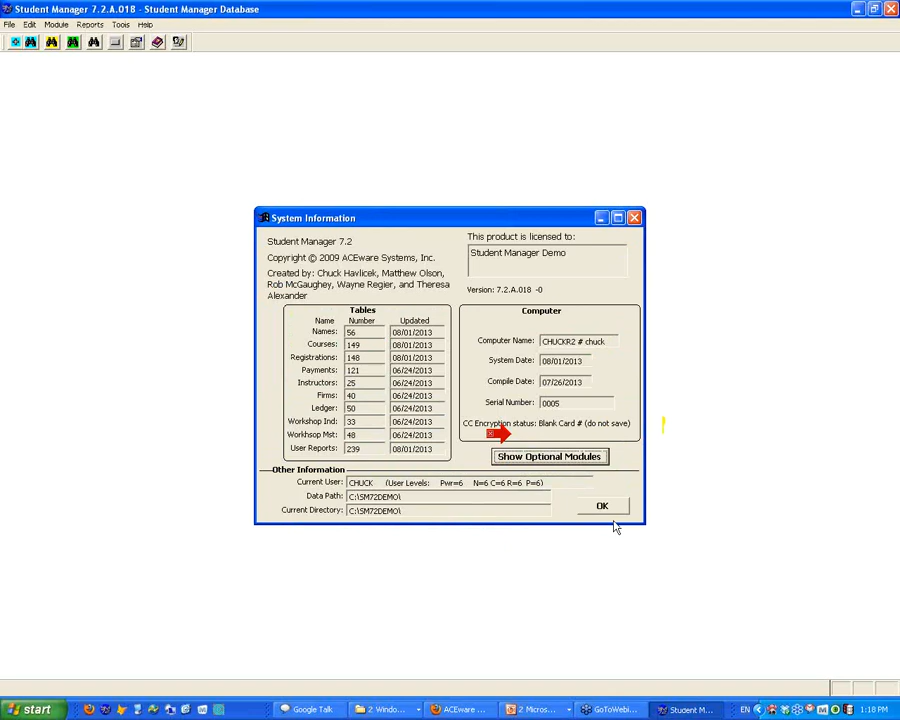 Student Manager 7.2.A.018 - Student Manager Database
File Edit Module Reports Tools Help
System Information
Student Manager 7.2
Copyright © 2009 ACEware Systems, Inc.
Created by: Chuck Havlicek, Matthew Olson,
Rob McGaughey, Wayne Regier, and Theresa
Alexander
This product is licensed to:
Student Manager Demo
Version: 7.2.A.018 -0
Tables
Name Number Updated
Names: 56 08/01/2013
Courses: 149 08/01/2013
Registrations: 148 08/01/2013
Payments: 121 06/24/2013
Instructors: 25 06/24/2013
Firms: 40 06/24/2013
Ledger: 50 06/24/2013
Workshop Ind: 33 06/24/2013
Workhsop Mst: 48 06/24/2013
User Reports: 239 08/01/2013
Computer
Computer Name: CHUCKR2 # chuck
System Date: 08/01/2013
Compile Date: 07/26/2013
Serial Number: 0005
CC Encryption status: Blank Card # (do not save)
Show Optional Modules
Other Information
Current User: CHUCK (User Levels: Pwr=6 N=6 C=6 R=6 P=6)
Data Path: C:\SM72DEMO\
Current Directory: C:\SM72DEMO\
OK
start Google Talk 2 Window... ACEware ... 2 Micros... GoToWebi... Student M... EN 1:18 PM